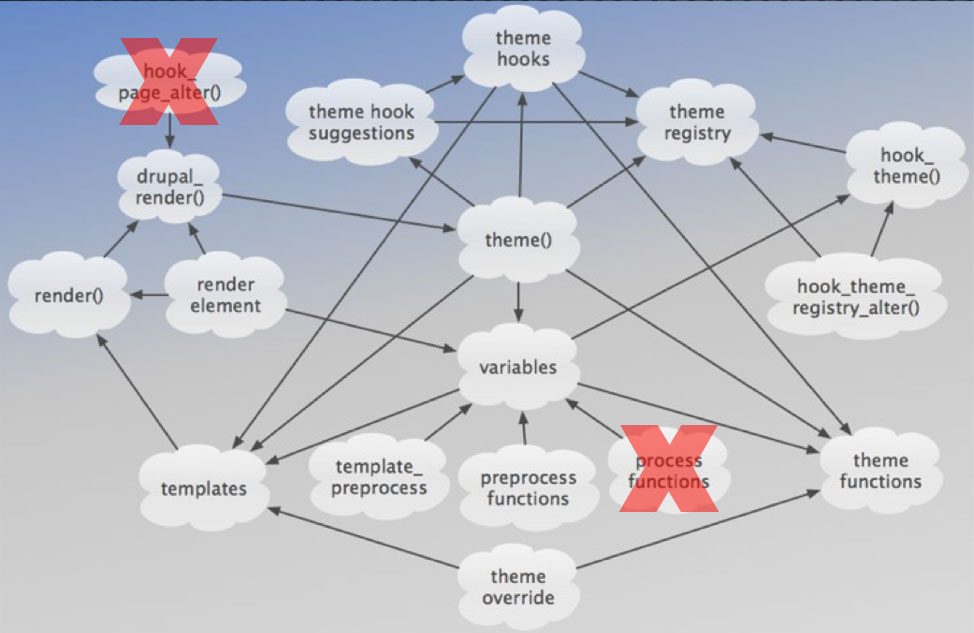 theme
hooks
hook_
page_alter()
theme hook
suggestions
theme
registry
hook_
theme()
drupal_
render()
theme()
render()
render
element
hook_theme_
registry_alter()
variables
templates
template_
preprocess
preprocess
functions
process
functions
theme
functions
theme
override